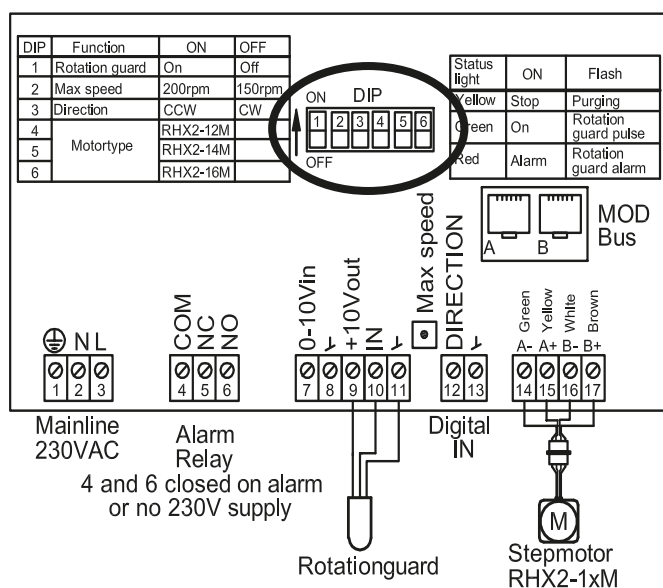 DIP Function ON OFF
1 Rotation guard On Off
2 Max speed 200rpm 150rpm
3 Direction CCW CW
4 RHX2-12M
5 Motortype RHX2-14M
6 RHX2-16M
ON DIP
1 2 3 4 5 6
OFF
Status light ON Flash
Yellow Stop Purging
Green On Rotation guard pulse
Red Alarm Rotation guard alarm
A B
MOD
Bus
N L
COM
NC
NO
0-10Vin
+10Vout
IN
Max speed
DIRECTION
Green
Yellow
White
Brown
A- A+ B- B+
1 2 3
4 5 6
7 8 9 10 11
12 13
14 15 16 17
Mainline
230VAC
Alarm
Relay
4 and 6 closed on alarm
or no 230V supply
Digital
IN
Rotationguard
M
Stepmotor
RHX2-1xM